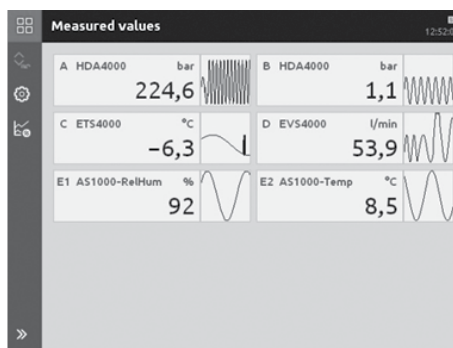 Measured values
12:52:0
A HDA4000 bar
224,6
B HDA4000 bar
1,1
C ETS4000 °C
-6,3
D EVS4000 l/min
53,9
E1 AS1000-RelHum %
92
E2 AS1000-Temp °C
8,5